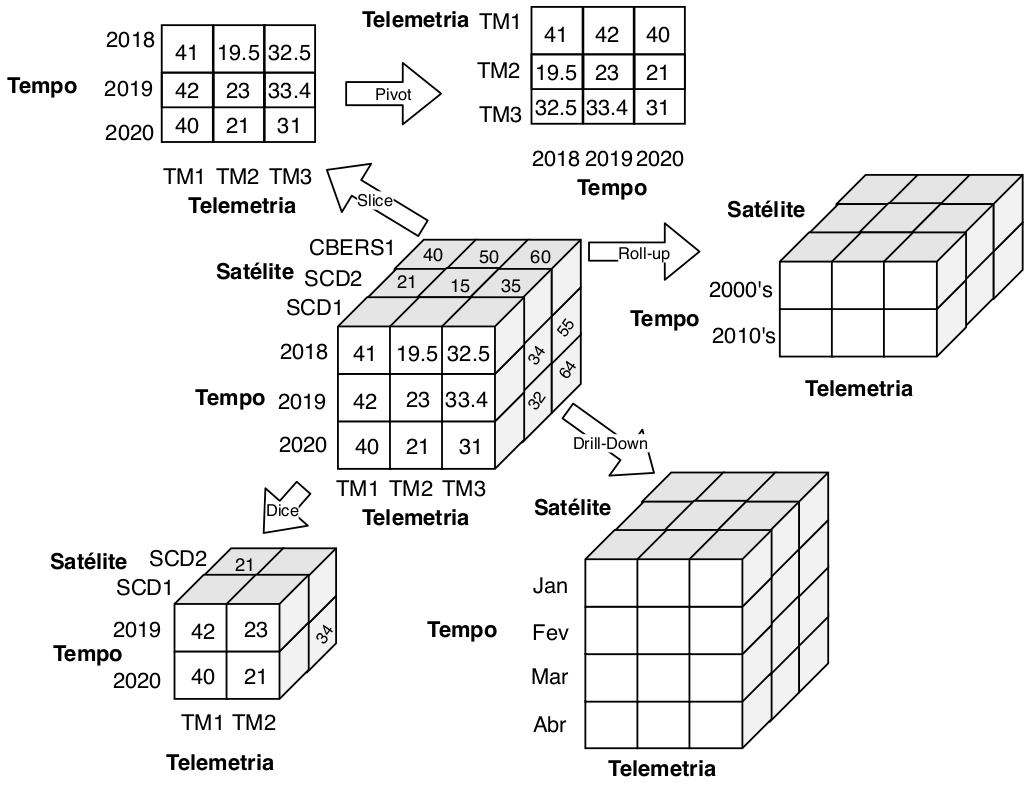 2018 41 19.5 32.5
Tempo 2019 42 23 33.4
2020 40 21 31
TM1 TM2 TM3
Telemetria
Pivot
Telemetria TM1 41 42 40
TM2 19.5 23 21
TM3 32.5 33.4 31
2018 2019 2020
Tempo
Slice
CBERS1 40 50 60
Satélite SCD2 21 15 35
SCD1
2018 41 19.5 32.5 34 55
Tempo 2019 42 23 33.4 32 64
2020 40 21 31
TM1 TM2 TM3
Telemetria
Roll-up
Satélite
2000's
Tempo
2010's
Telemetria
Drill-Down
Satélite
Jan
Tempo Fev
Mar
Abr
Telemetria
Dice
Satélite SCD2 21
SCD1
2019 42 23 34
Tempo
2020 40 21
TM1 TM2
Telemetria